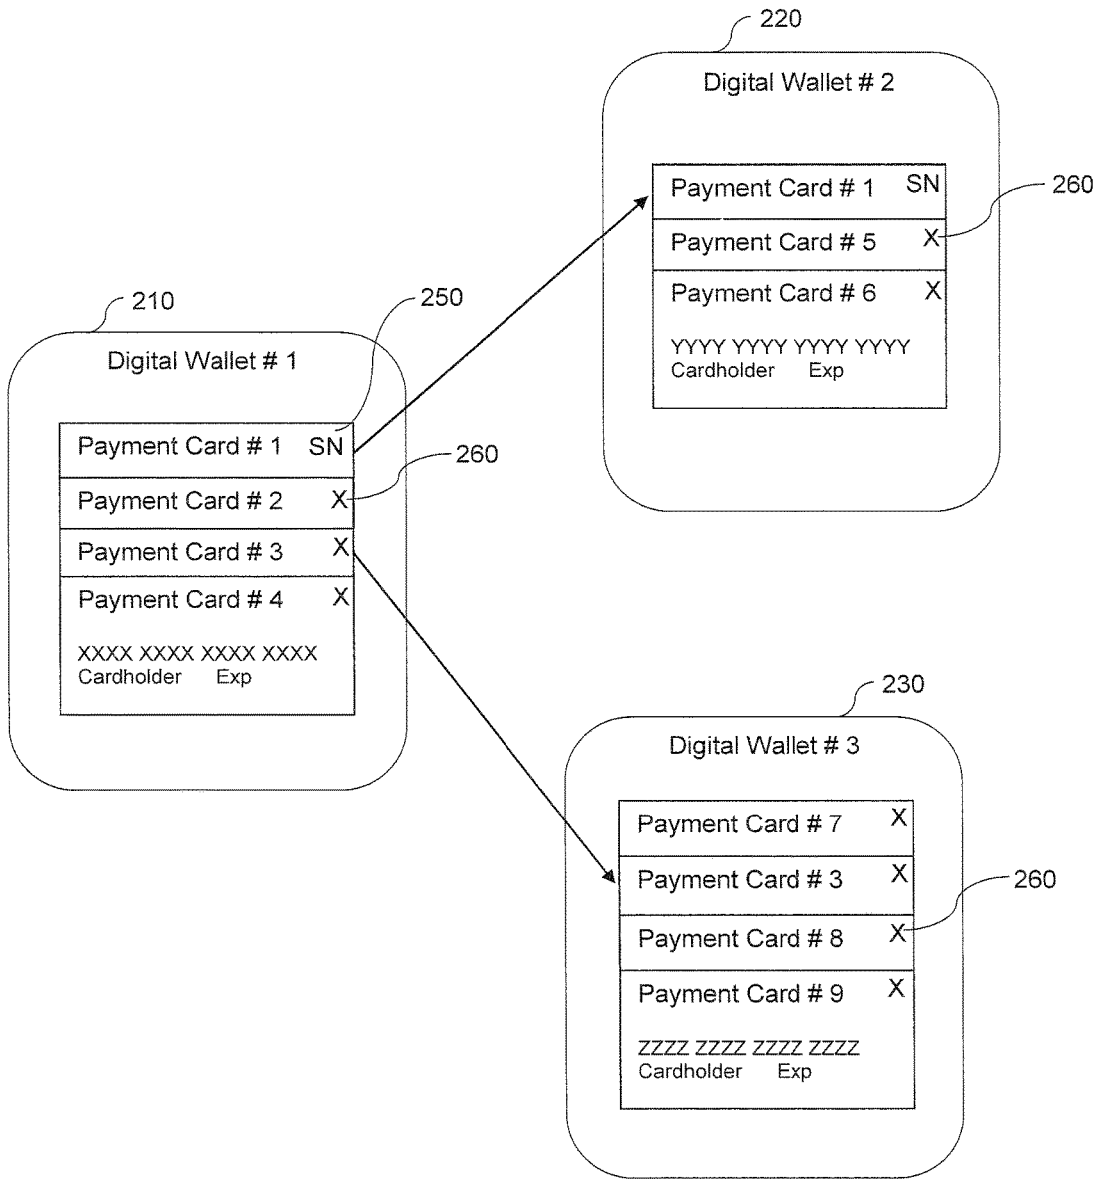 220
Digital Wallet # 2
Payment Card # 1 SN
260
Payment Card # 5 X
Payment Card # 6 X
YYYY YYYY YYYY YYYY
Cardholder Exp
210
250
Digital Wallet # 1
Payment Card # 1 SN
260
Payment Card # 2 X
Payment Card # 3 X
Payment Card # 4 X
XXXX XXXX XXXX XXXX
Cardholder Exp
230
Digital Wallet # 3
Payment Card # 7 X
Payment Card # 3 X
260
Payment Card # 8 X
Payment Card # 9 X
ZZZZ ZZZZ ZZZZ ZZZZ
Cardholder Exp